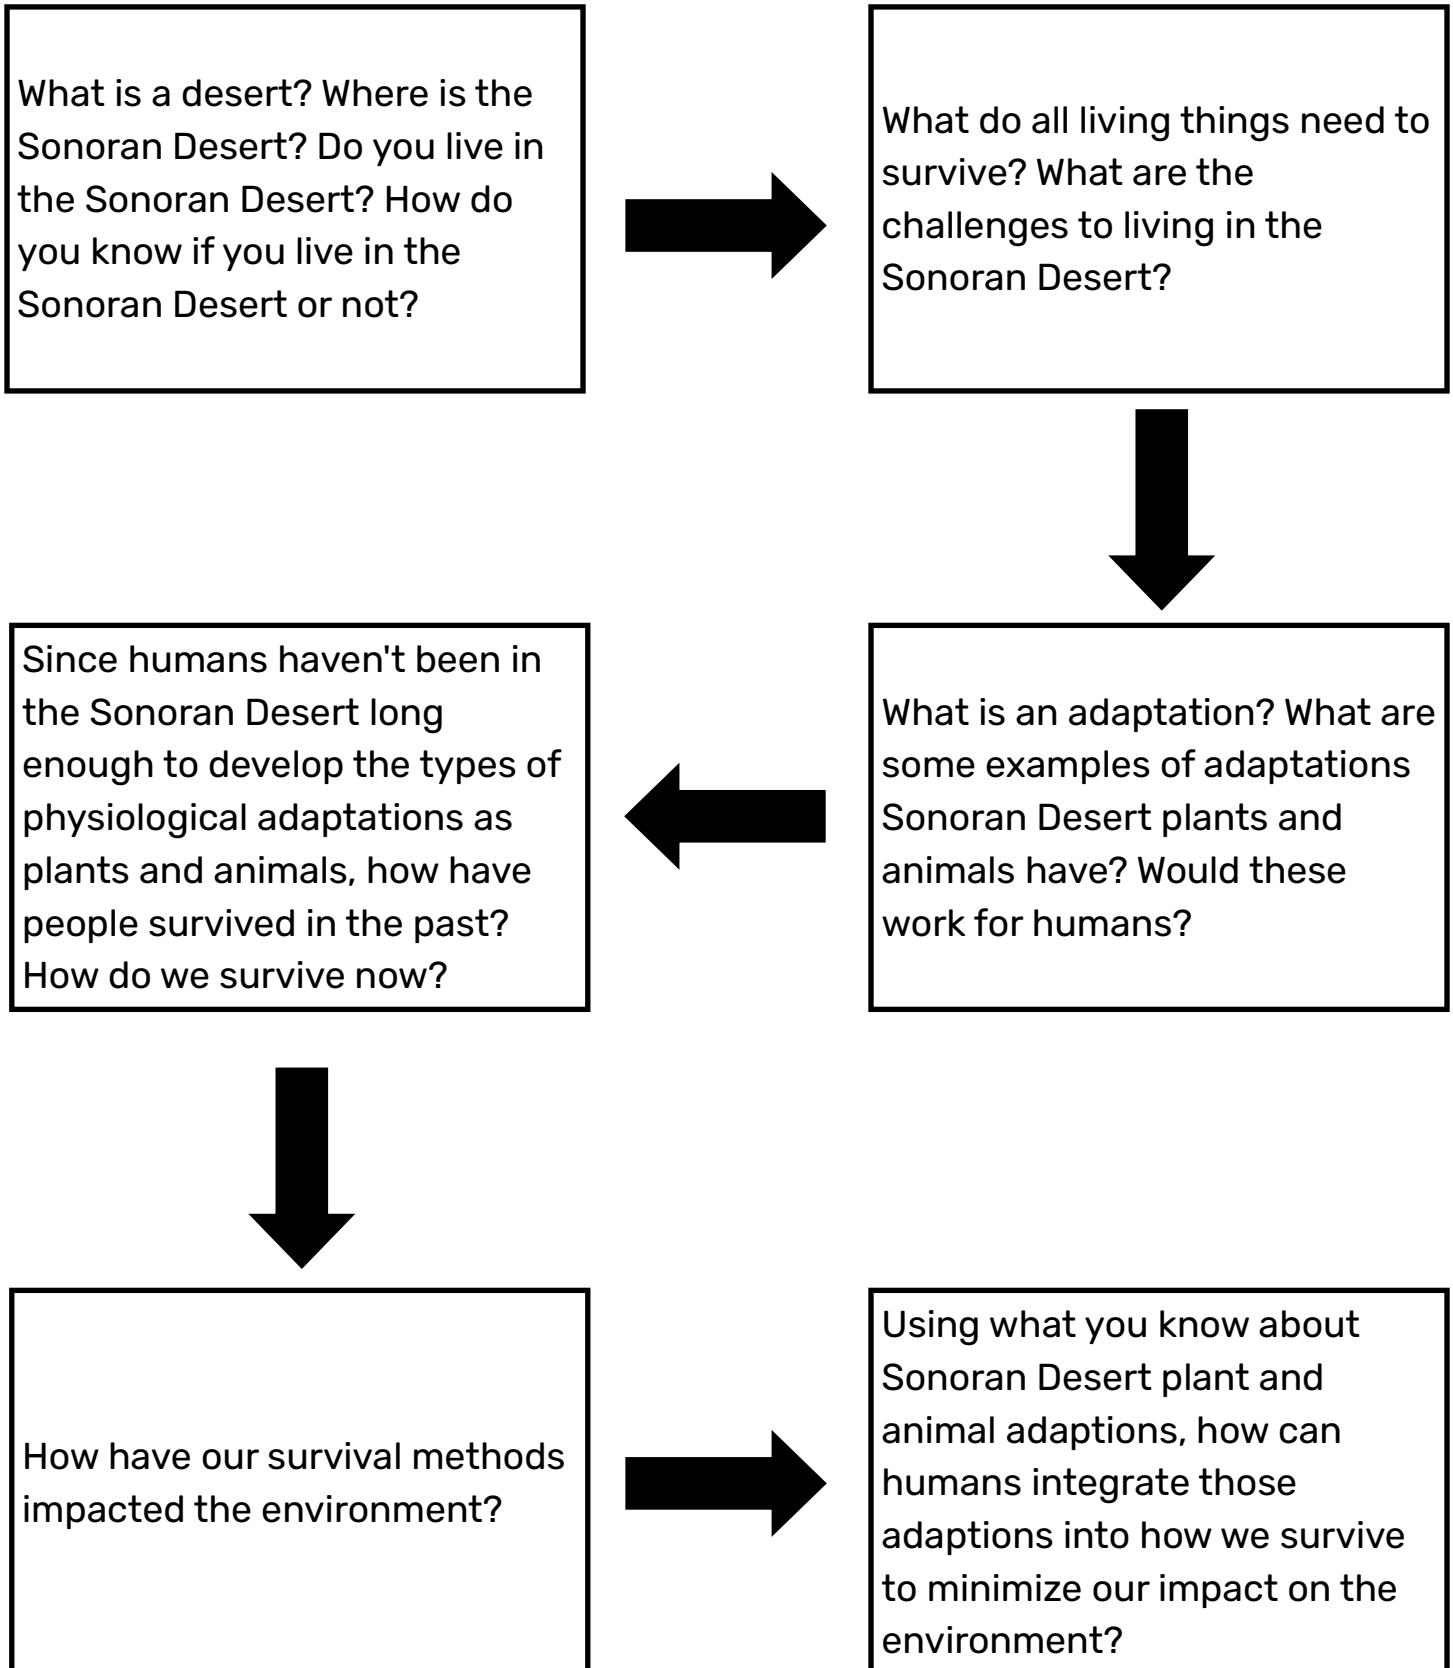 What is a desert? Where is the
Sonoran Desert? Do you live in
the Sonoran Desert? How do
you know if you live in the
Sonoran Desert or not?
What do all living things need to
survive? What are the
challenges to living in the
Sonoran Desert?
What is an adaptation? What are
some examples of adaptations
Sonoran Desert plants and
animals have? Would these
work for humans?
Since humans haven't been in
the Sonoran Desert long
enough to develop the types of
physiological adaptations as
plants and animals, how have
people survived in the past?
How do we survive now?
How have our survival methods
impacted the environment?
Using what you know about
Sonoran Desert plant and
animal adaptions, how can
humans integrate those
adaptions into how we survive
to minimize our impact on the
environment?